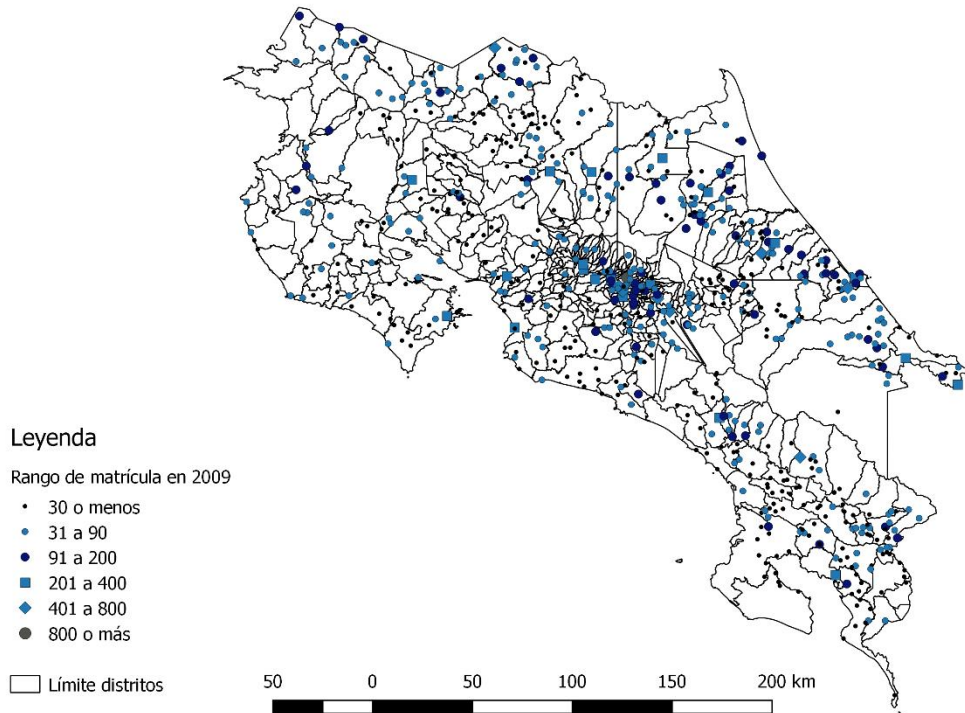 Leyenda
Rango de matrícula en 2009
30 o menos
31 a 90
91 a 200
201 a 400
401 a 800
800 o más
Límite distritos
50 0 50 100 150 200 km